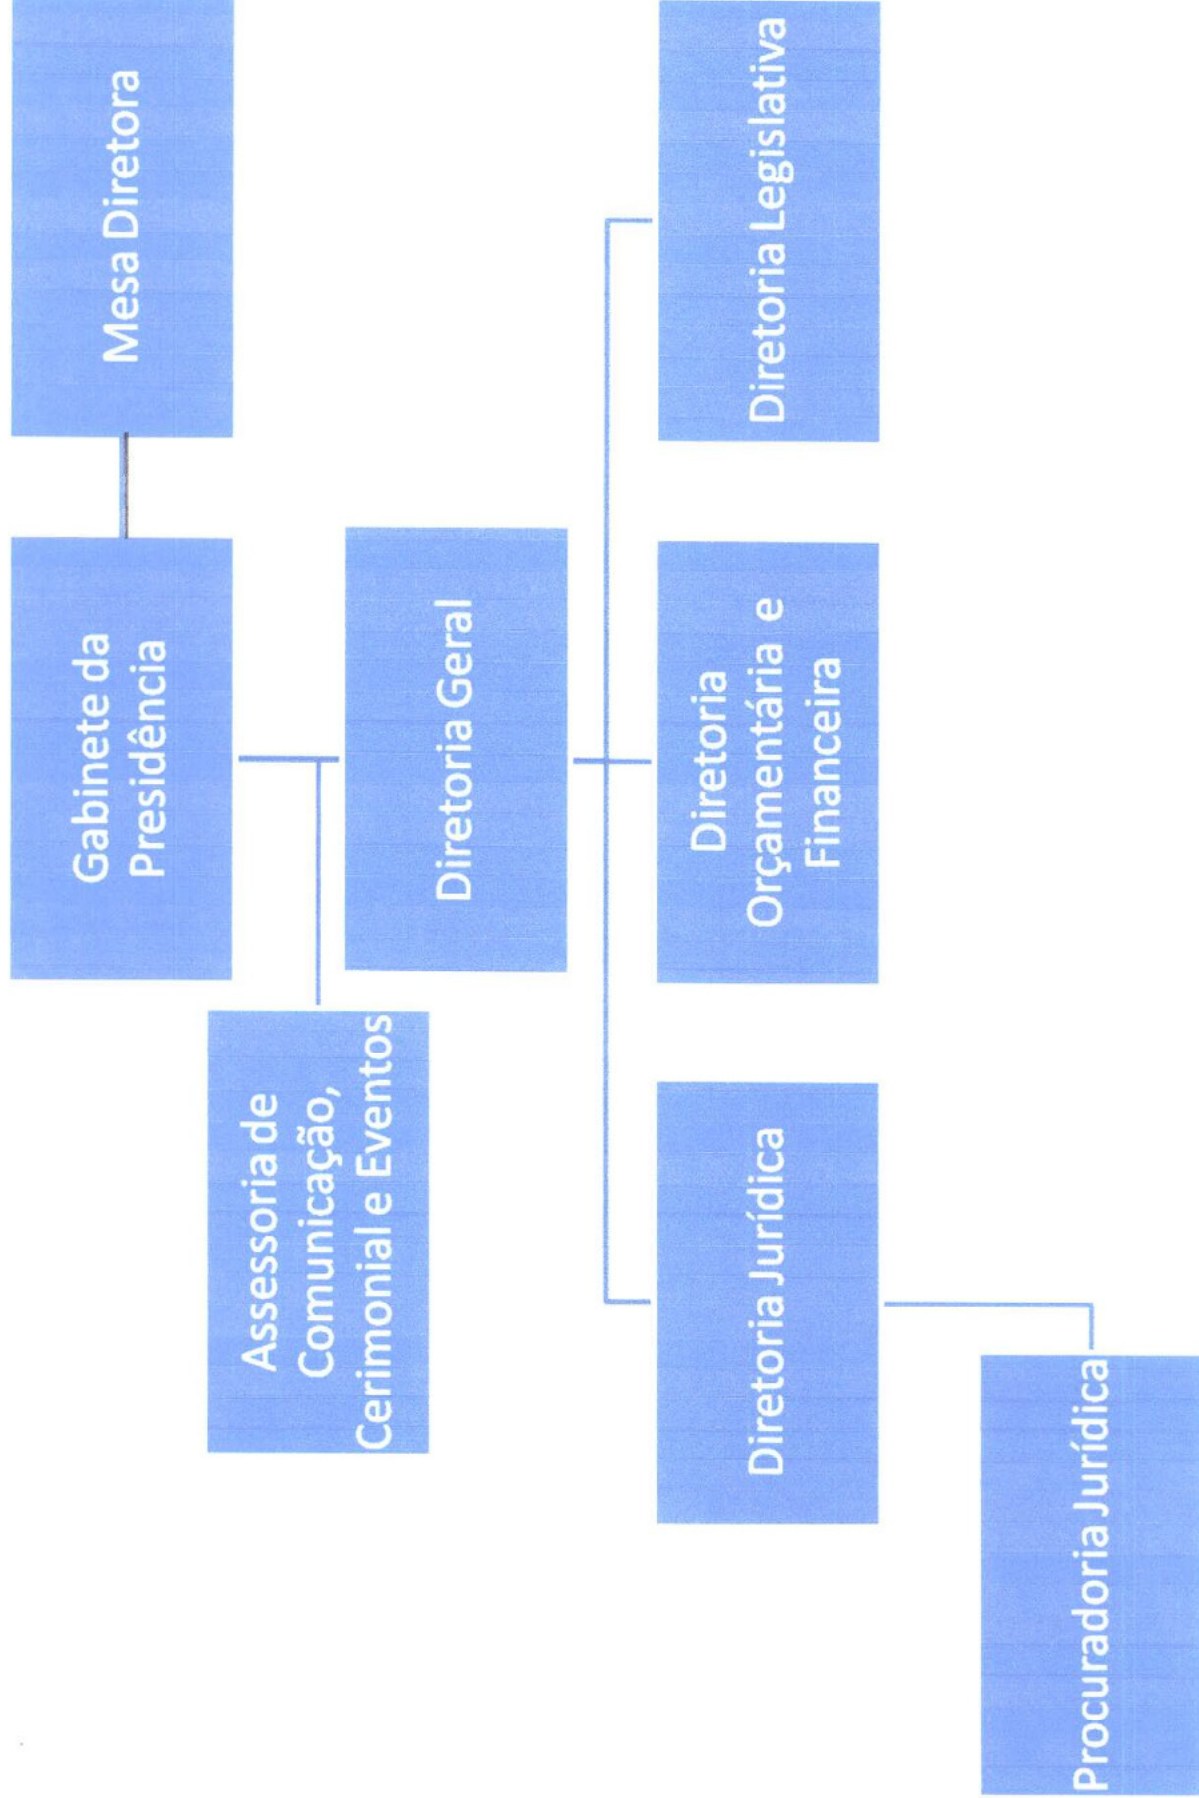 Gabinete da
Presidência
Mesa Diretora
Assessoria de
Comunicação,
Cerimonial e Eventos
Diretoria Geral
Diretoria Jurídica
Diretoria
Orçamentária e
Financeira
Diretoria Legislativa
Procuradoria Jurídica